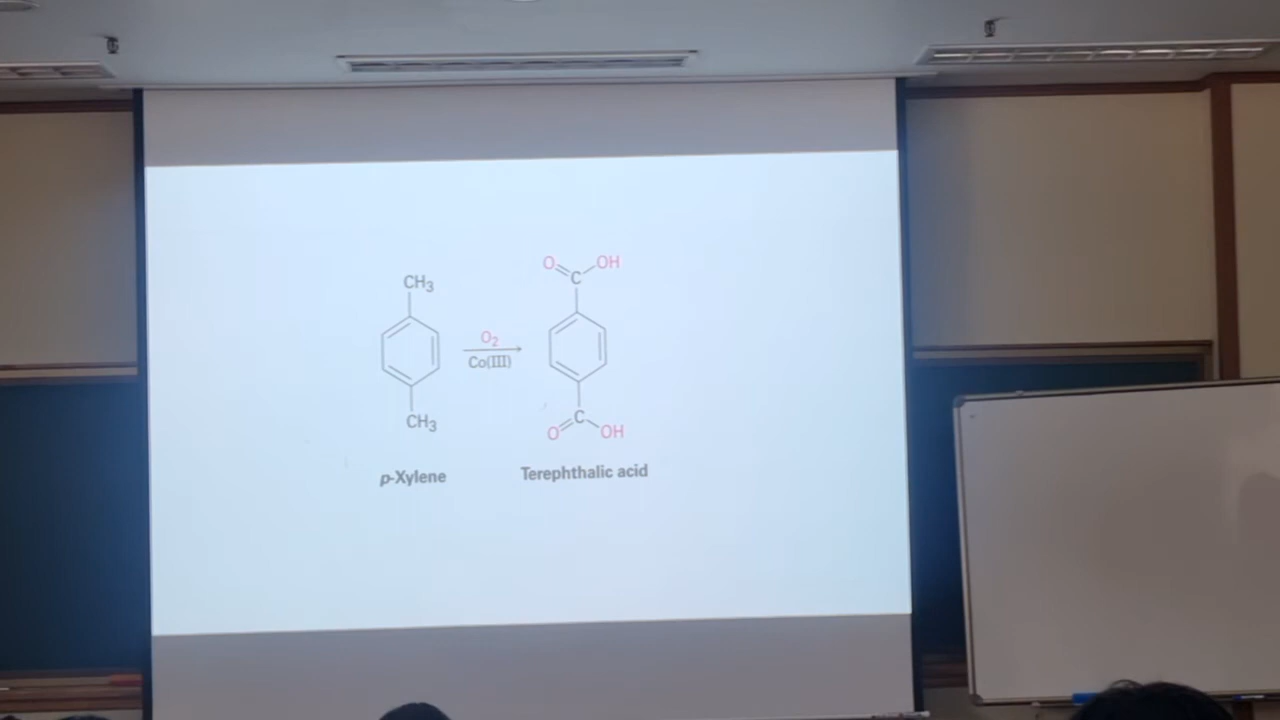 CH3
CH3
p-Xylene
O2
Co(III)
O C OH
O C OH
Terephthalic acid